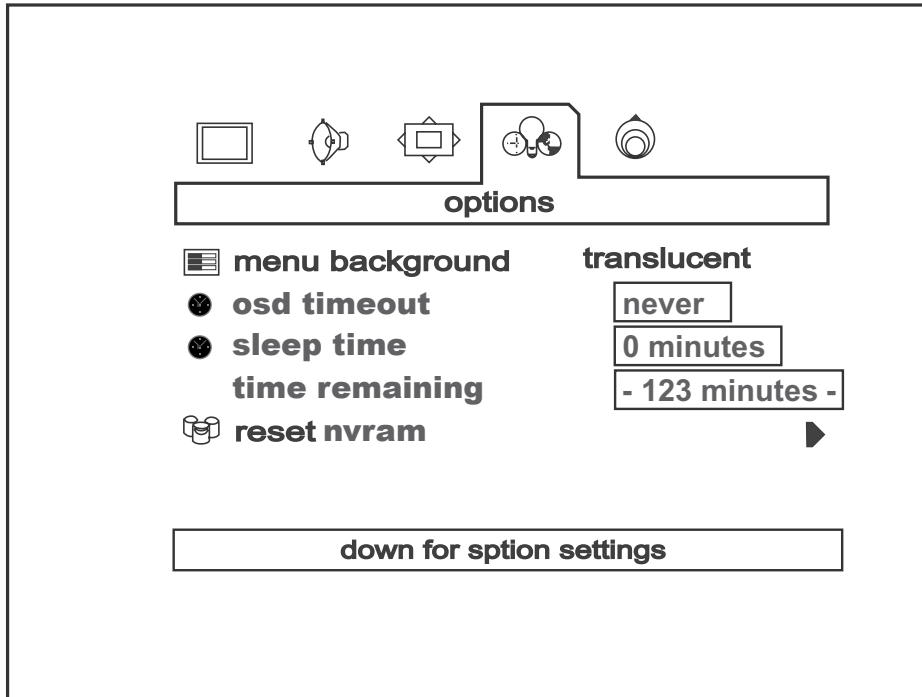 options
menu background translucent
osd timeout never
sleep time 0 minutes
time remaining - 123 minutes -
reset nvram
down for sption settings